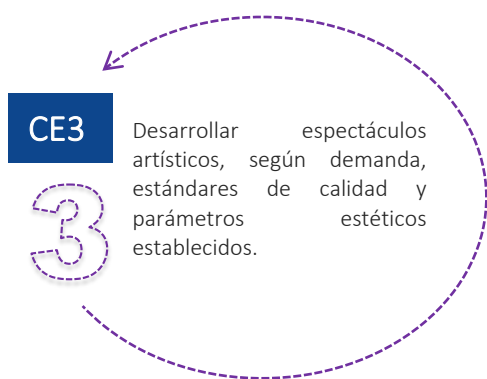 CE3
3
Desarrollar espectáculos
artísticos, según demanda,
estándares de calidad y
parámetros estéticos
establecidos.